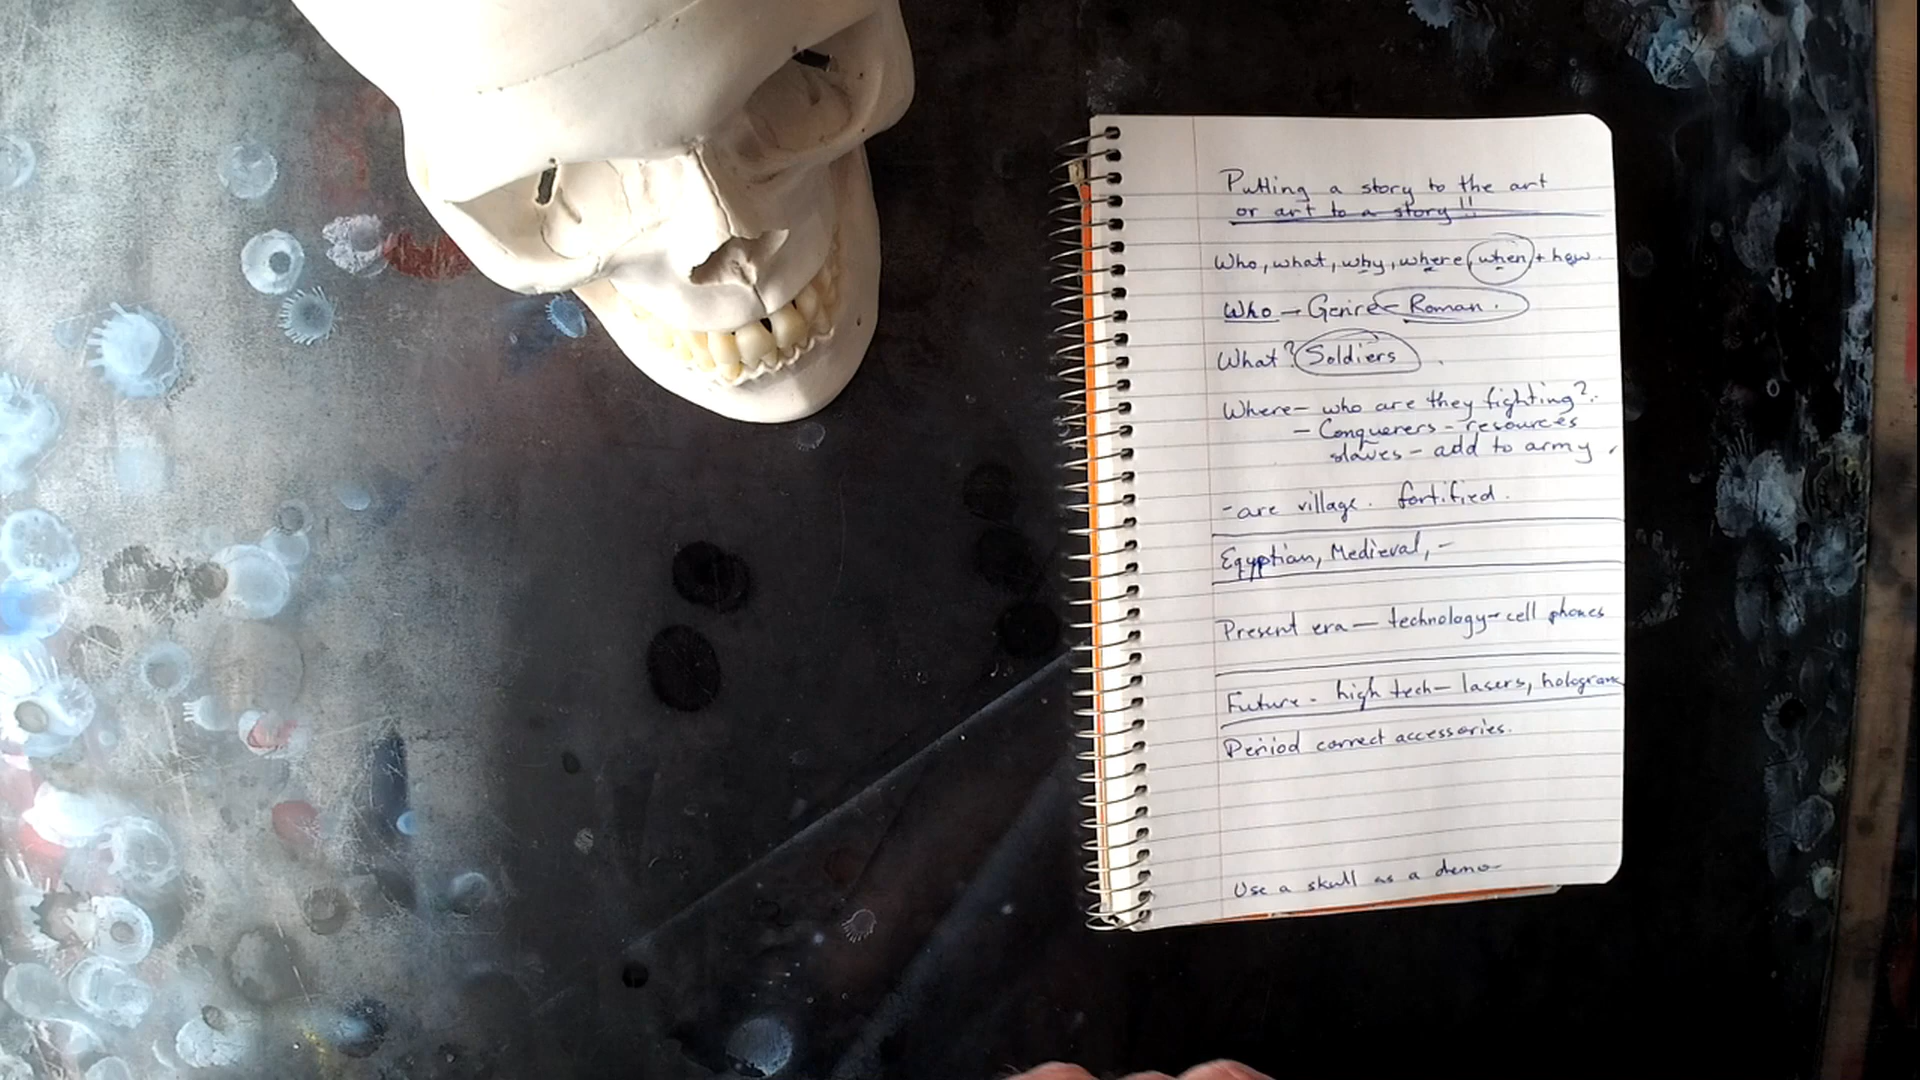 Putting a story to the art
or art to a story!!
Who, what, why, where, when + how.
Who → Genre - Roman.
What? Soldiers.
Where - who are they fighting?.
- Conquerers - resources
slaves - add to army.
- are village. fortified.
Egyptian, Medieval, -
Present era - technology - cell phones
Future - high tech - lasers, holograms
Period correct accessories.
Use a skull as a demo